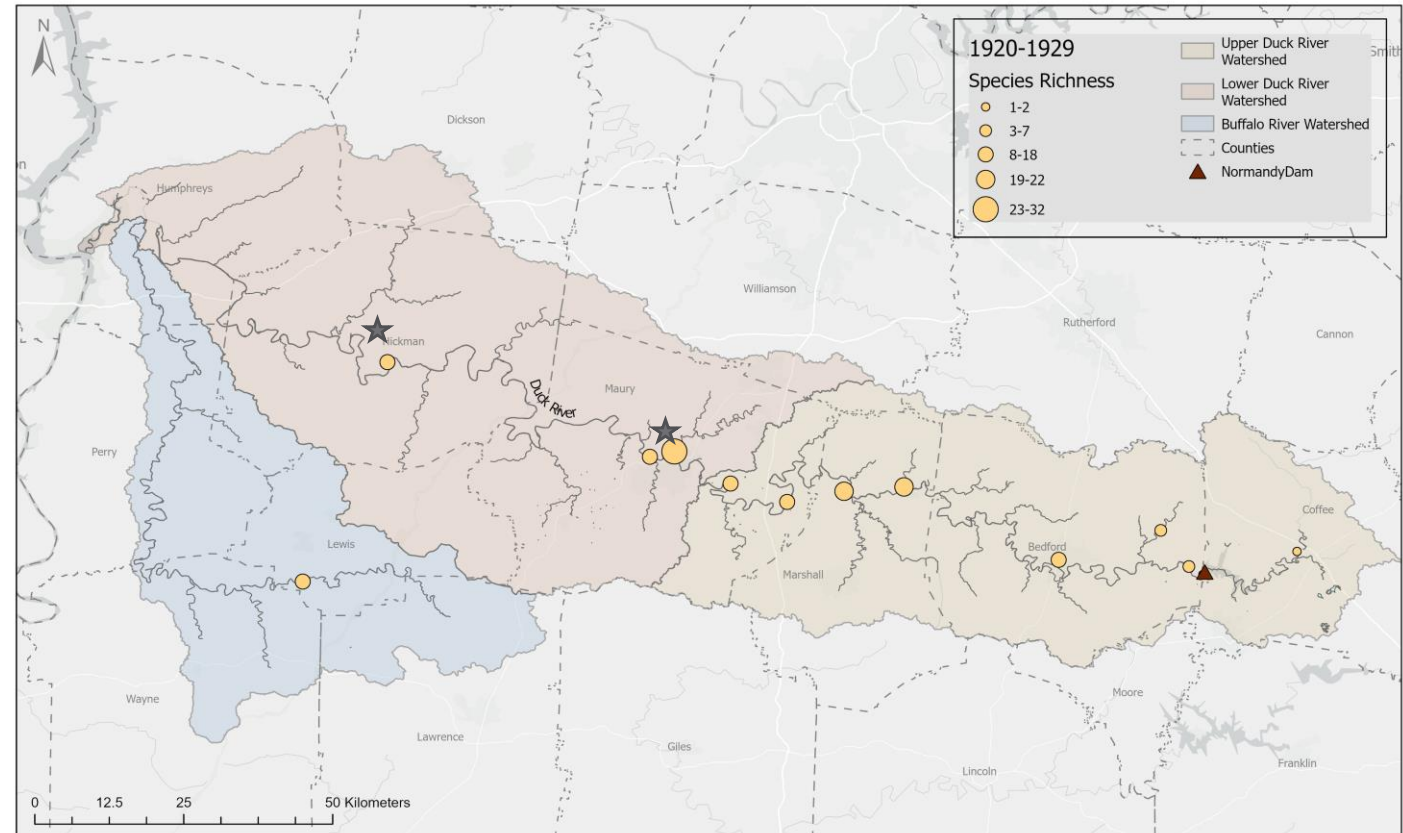 N
1920-1929
Species Richness
1-2
3-7
8-18
19-22
23-32
Upper Duck River
Watershed
Lower Duck River
Watershed
Buffalo River Watershed
Counties
NormandyDam
Smith
Dickson
Humphreys
Williamson
Rutherford
Cannon
Hickman
Maury
Duck River
Perry
Coffee
Lewis
Bedford
Marshall
Wayne
Moore
Lawrence
Giles
Lincoln
Franklin
0 12.5 25 50 Kilometers